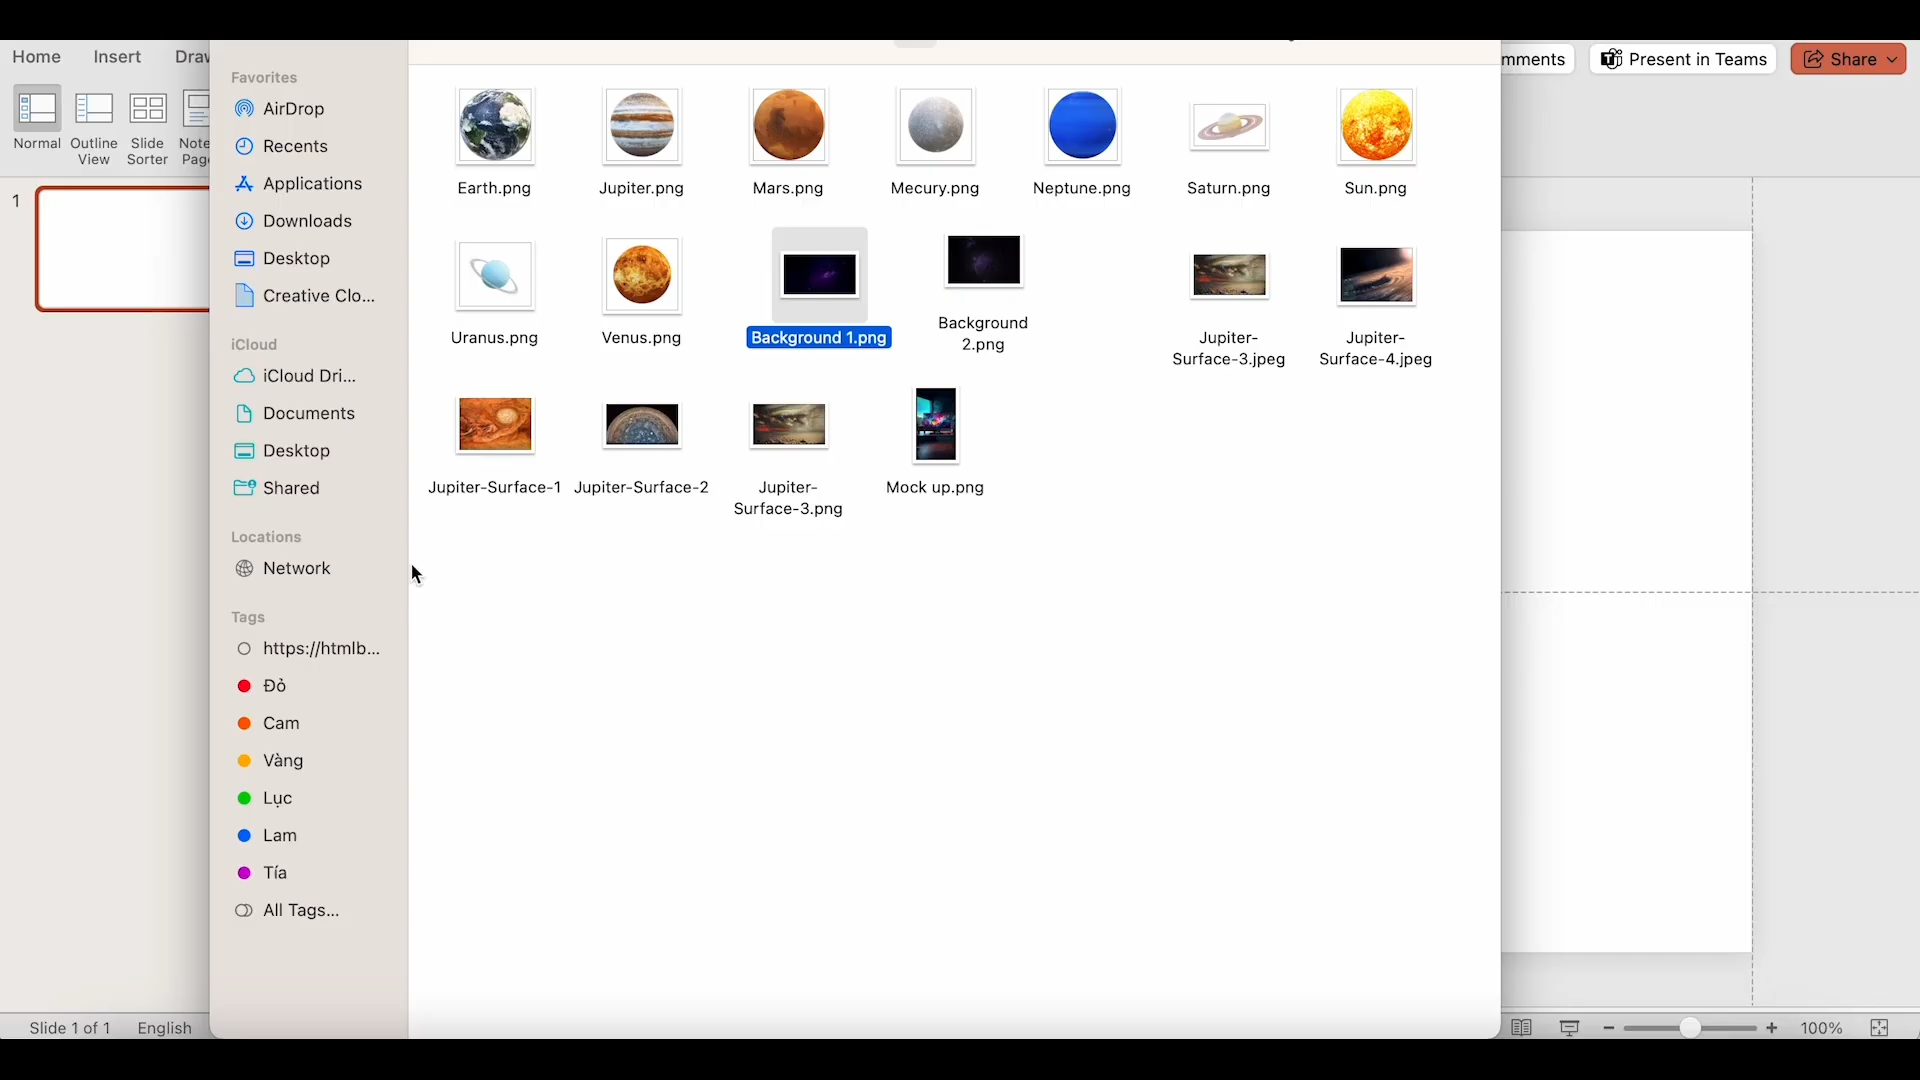 Home Insert
mments Present in Teams Share
Normal Outline View Slide Sorter
1
Favorites
AirDrop
Recents
Applications
Downloads
Desktop
Creative Clo...
iCloud
iCloud Dri...
Documents
Desktop
Shared
Locations
Network
Tags
https://htmlb...
Đỏ
Cam
Vàng
Lục
Lam
Tía
All Tags...
Earth.png Jupiter.png Mars.png Mecury.png Neptune.png Saturn.png Sun.png
Uranus.png Venus.png Background 1.png Background
2.png
Jupiter-
Surface-3.jpeg
Jupiter-
Surface-4.jpeg
Jupiter-Surface-1 Jupiter-Surface-2 Jupiter-
Surface-3.png
Mock up.png
Slide 1 of 1 English
100%